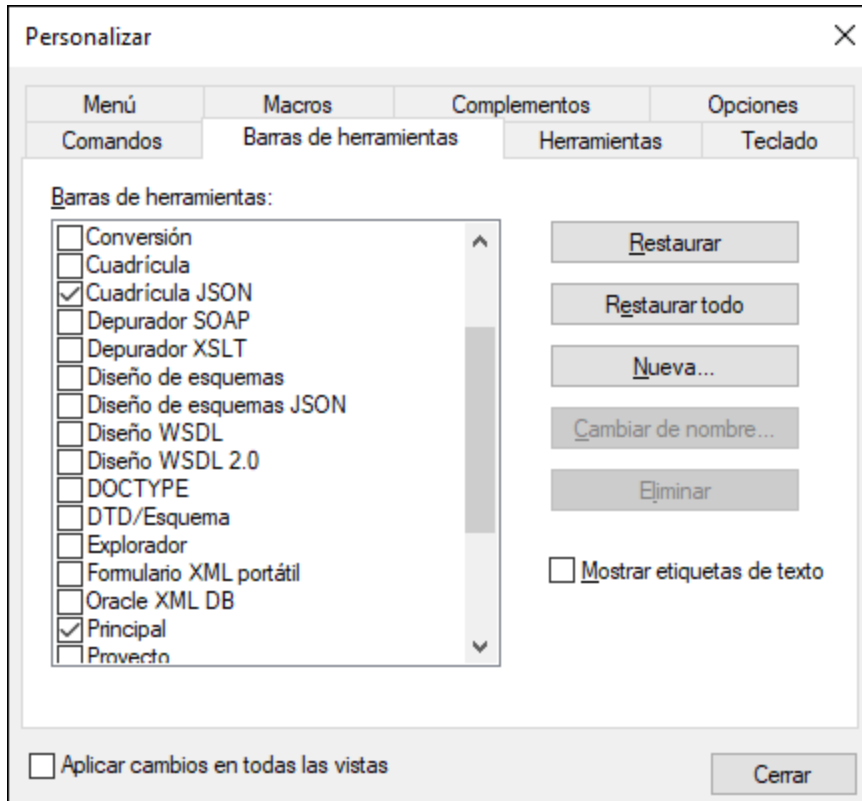 Personalizar
Menú Macros Complementos Opciones
Comandos Barras de herramientas Herramientas Teclado
Barras de herramientas:
Conversión
Cuadrícula
Cuadrícula JSON
Depurador SOAP
Depurador XSLT
Diseño de esquemas
Diseño de esquemas JSON
Diseño WSDL
Diseño WSDL 2.0
DOCTYPE
DTD/Esquema
Explorador
Formulario XML portátil
Oracle XML DB
Principal
Proyecto
Restaurar
Restaurar todo
Nueva...
Cambiar de nombre...
Eliminar
Mostrar etiquetas de texto
Aplicar cambios en todas las vistas
Cerrar